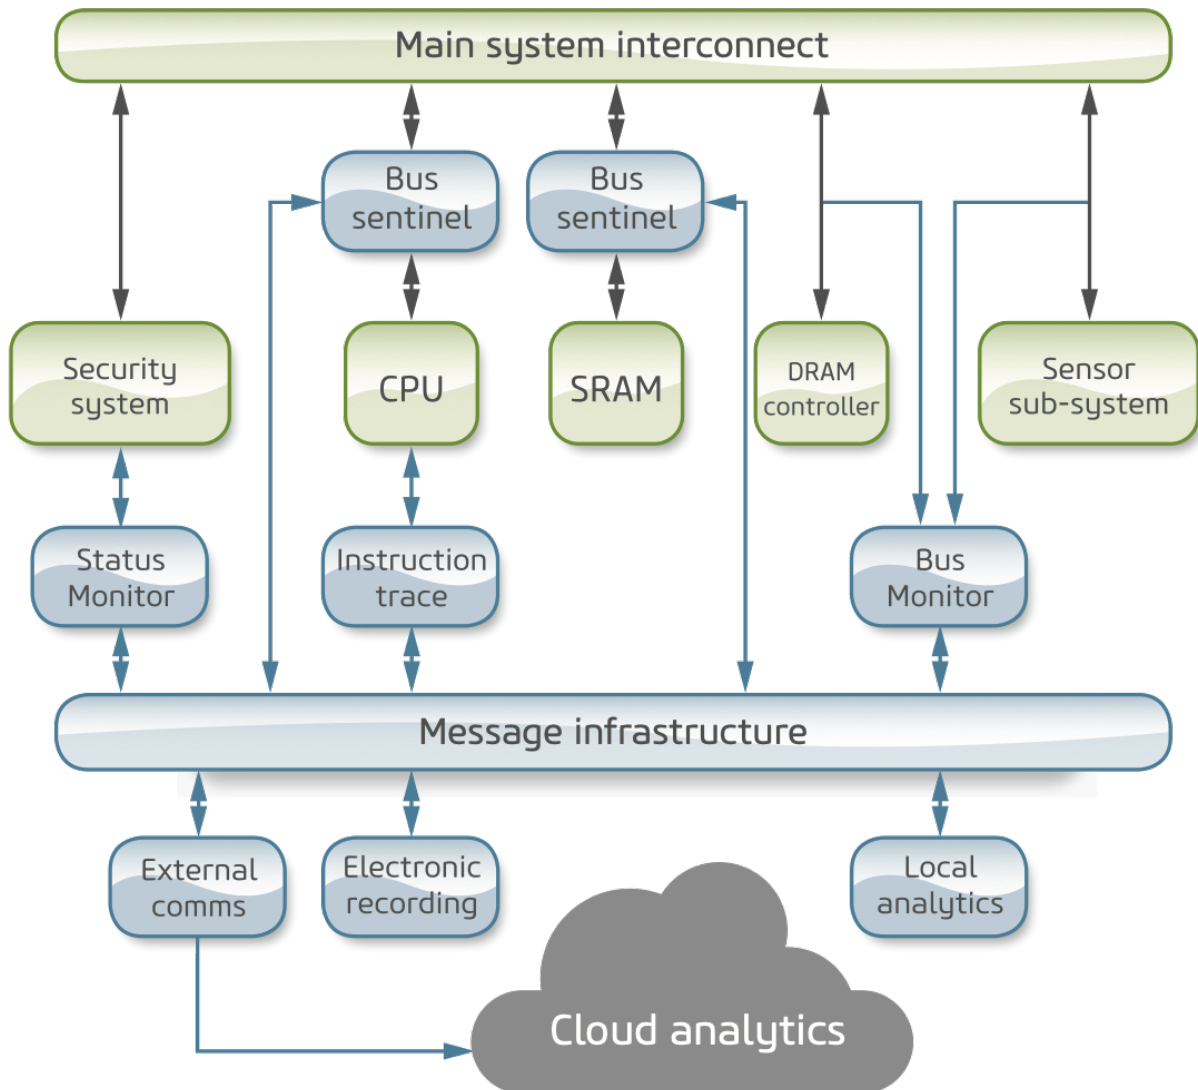 Main system interconnect
Bus
sentinel
Bus
sentinel
Security
system
CPU
SRAM
DRAM
controller
Sensor
sub-system
Status
Monitor
Instruction
trace
Bus
Monitor
Message infrastructure
External
comms
Electronic
recording
Local
analytics
Cloud analytics